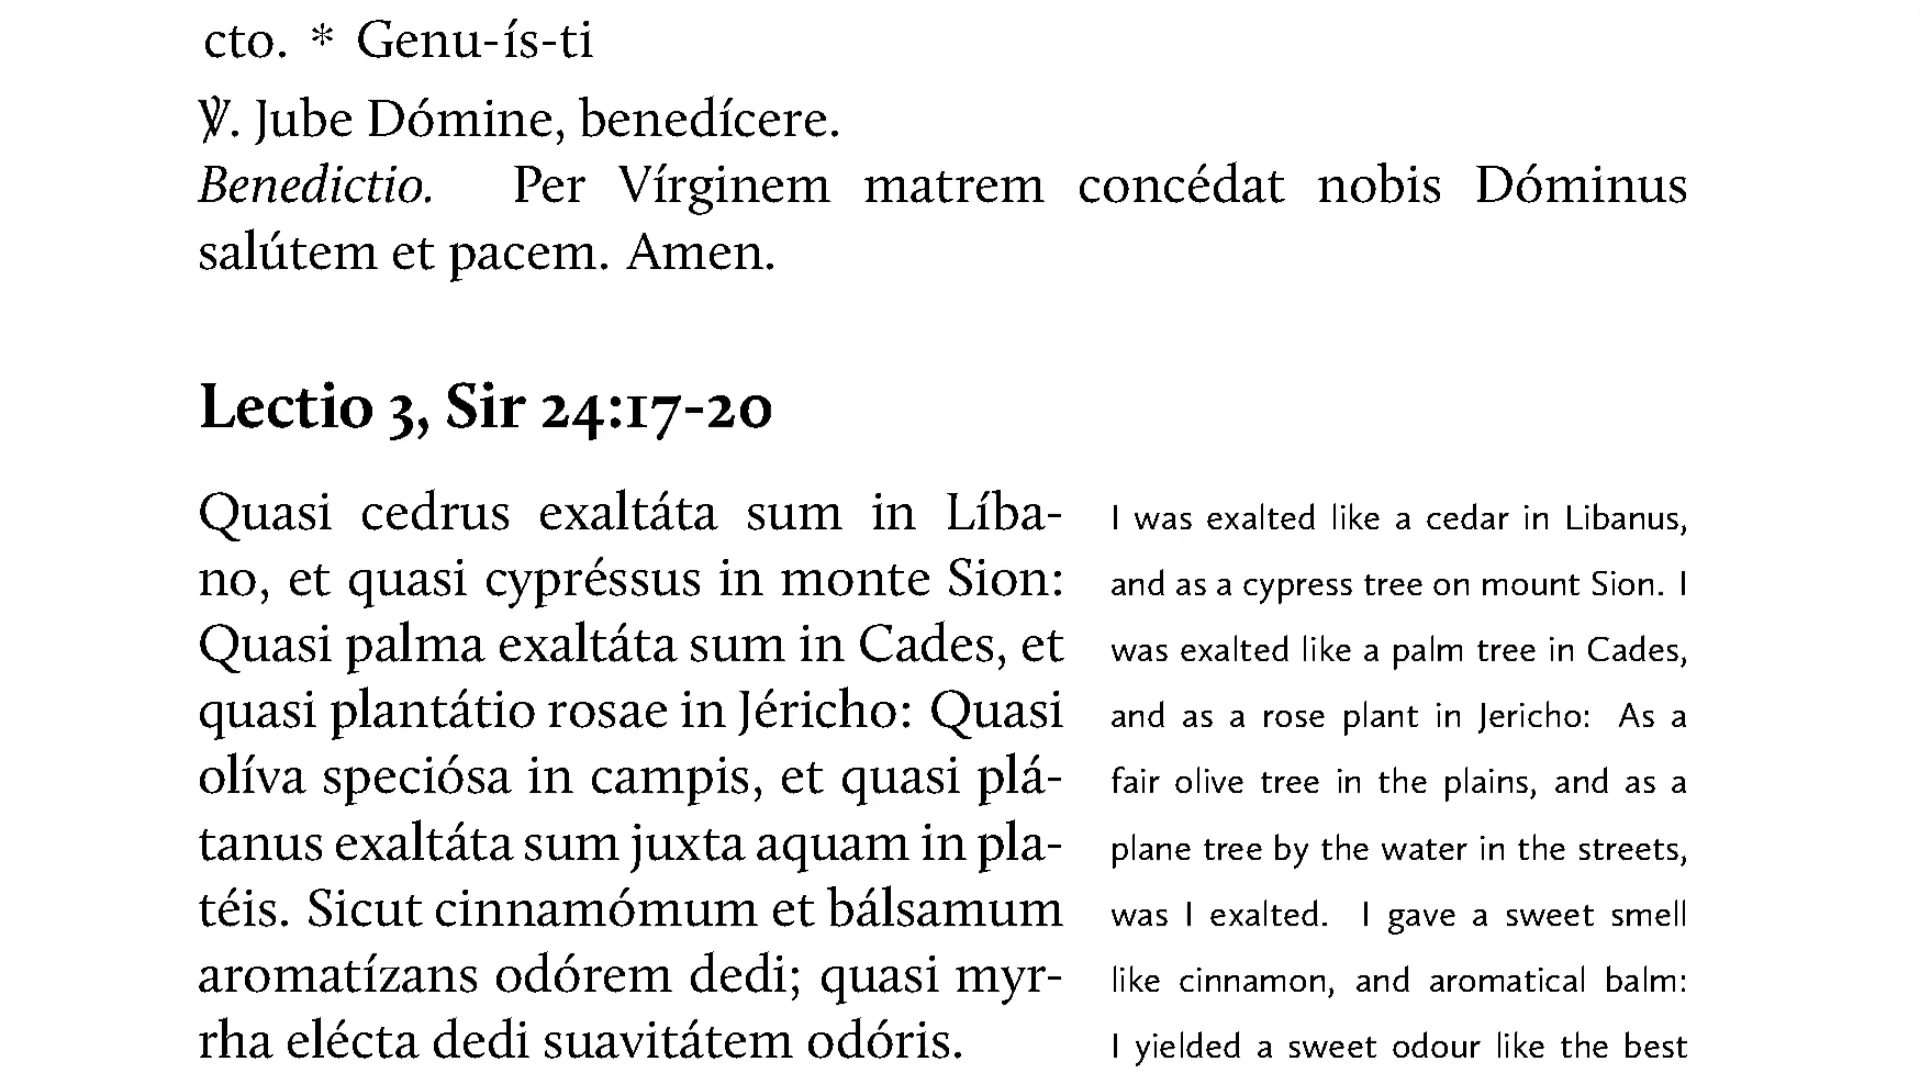 cto. * Genu-ís-ti
℣. Jube Dómine, benedícere.
Benedictio. Per Vírginem matrem concédat nobis Dóminus
salútem et pacem. Amen.
Lectio 3, Sir 24:17-20
Quasi cedrus exaltáta sum in Líba-
no, et quasi cypréssus in monte Sion:
Quasi palma exaltáta sum in Cades, et
quasi plantátio rosae in Jéricho: Quasi
olíva speciósa in campis, et quasi plá-
tanus exaltáta sum juxta aquam in pla-
téis. Sicut cinnamómum et bálsamum
aromatízans odórem dedi; quasi myr-
rha elécta dedi suavitátem odóris.
I was exalted like a cedar in Libanus,
and as a cypress tree on mount Sion. I
was exalted like a palm tree in Cades,
and as a rose plant in Jericho: As a
fair olive tree in the plains, and as a
plane tree by the water in the streets,
was I exalted. I gave a sweet smell
like cinnamon, and aromatical balm:
I yielded a sweet odour like the best